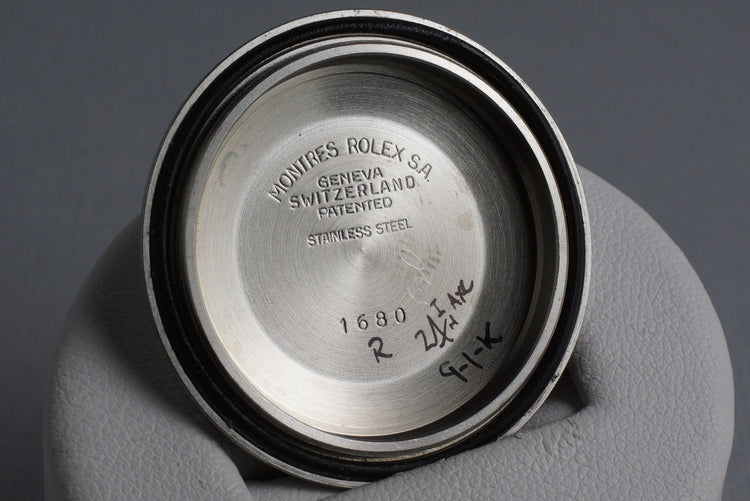 MONTRES ROLEX S.A.
GENEVA
SWITZERLAND
PATENTED
STAINLESS STEEL
1680
R
9-1-K